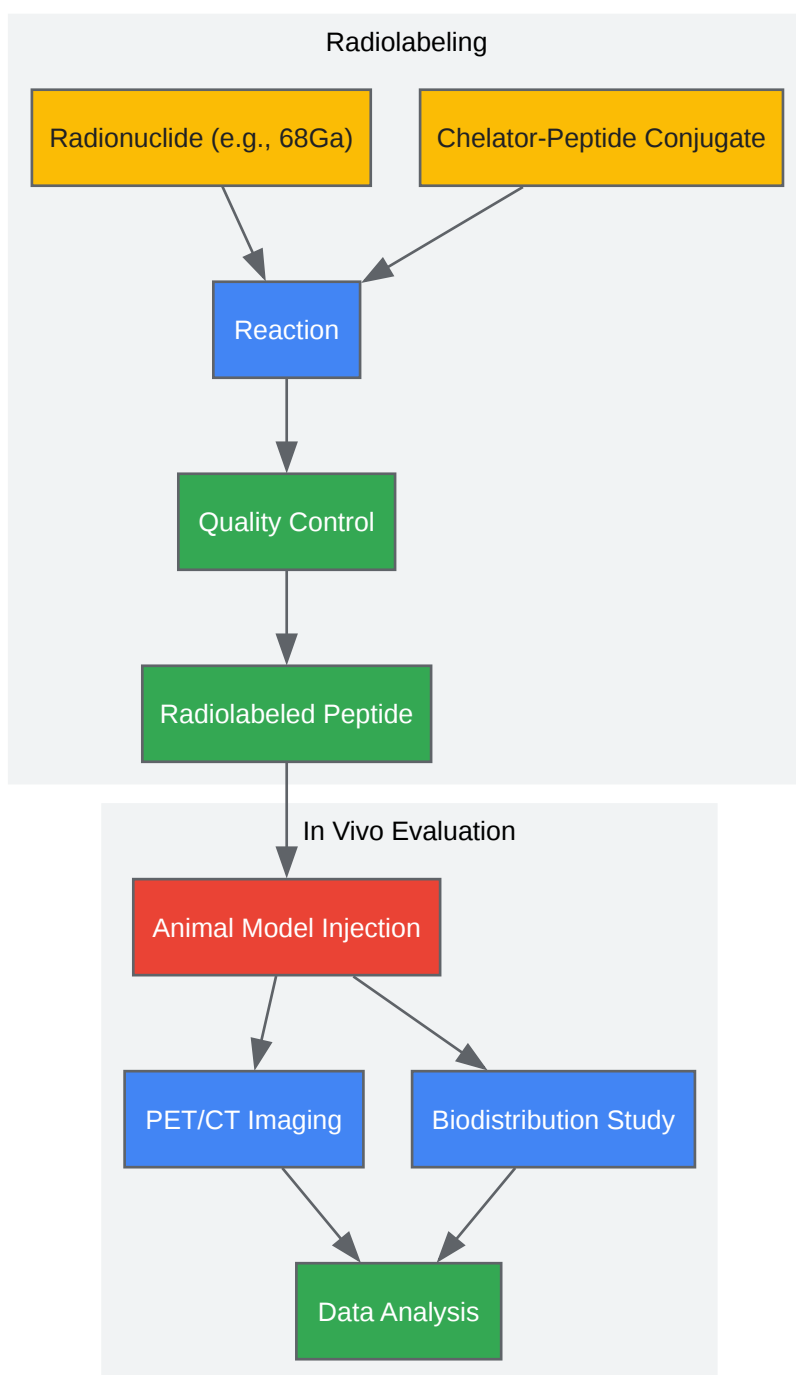 Radiolabeling
Radionuclide (e.g., 68Ga)
Chelator-Peptide Conjugate
Reaction
Quality Control
Radiolabeled Peptide
In Vivo Evaluation
Animal Model Injection
PET/CT Imaging
Biodistribution Study
Data Analysis